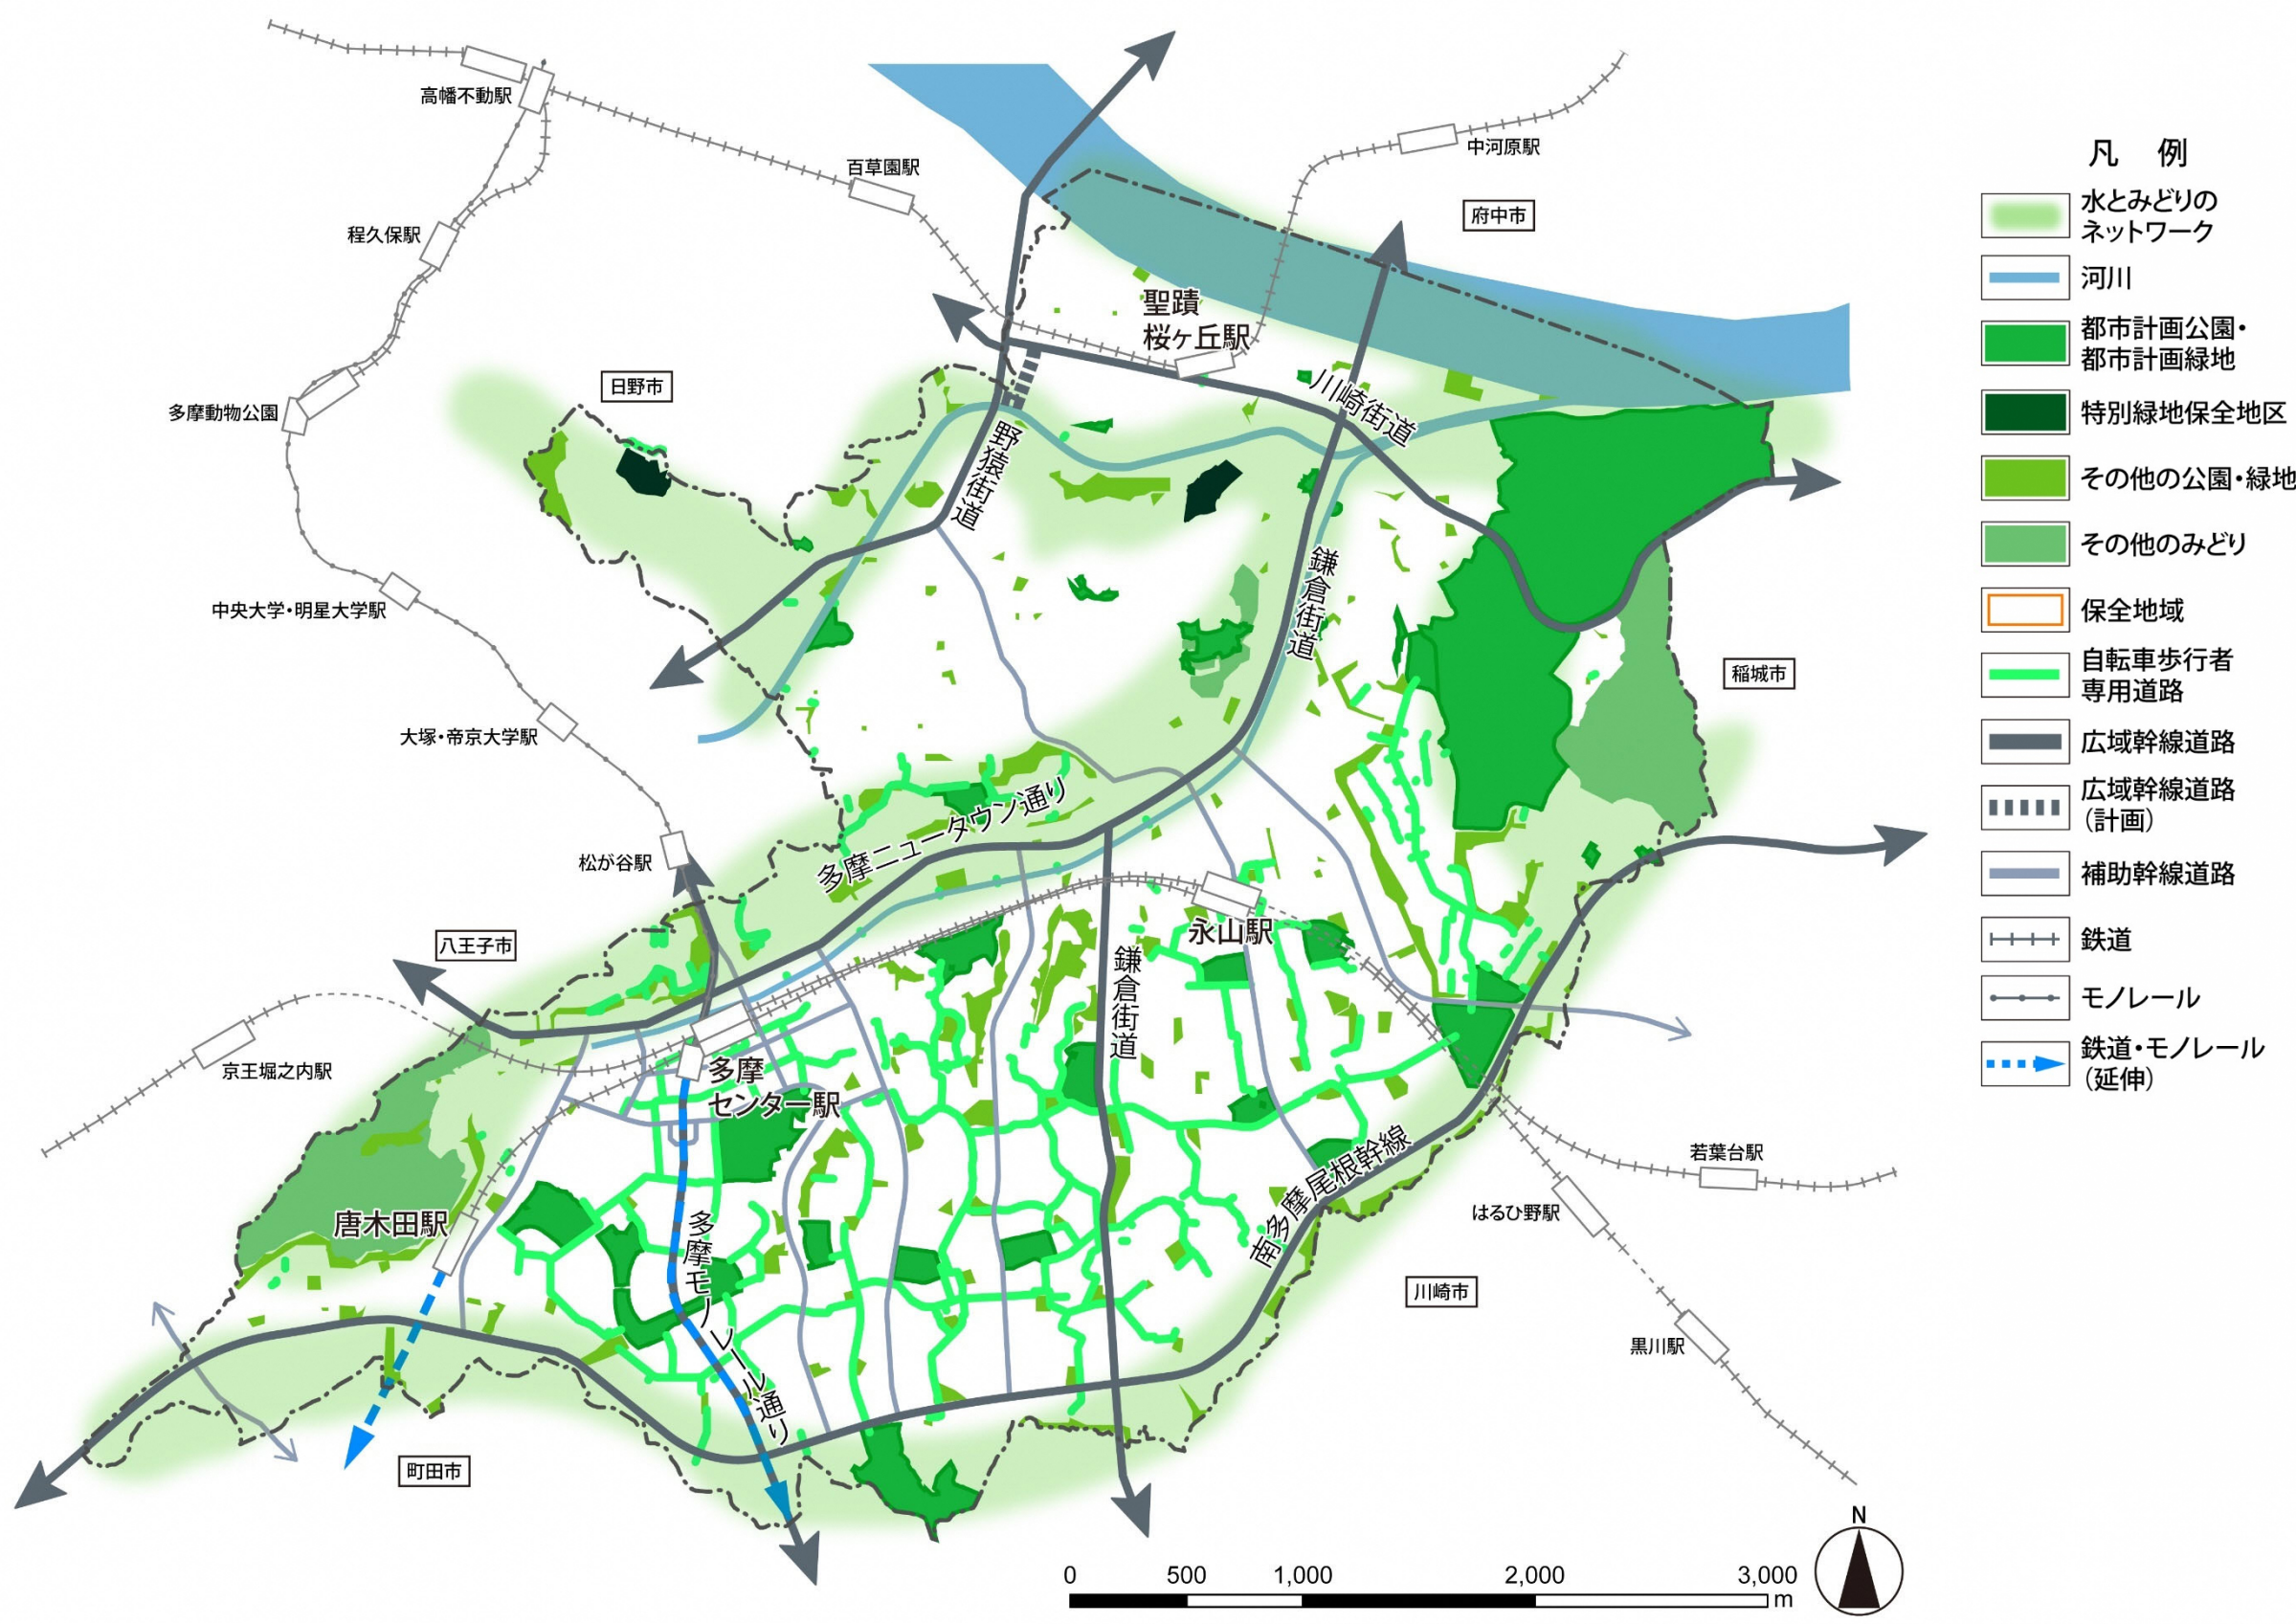 高幡不動駅
百草園駅
中河原駅
府中市
程久保駅
聖蹟
桜ヶ丘駅
日野市
多摩動物公園
川崎街道
野猿街道
鎌倉街道
中央大学・明星大学駅
稲城市
大塚・帝京大学駅
多摩ニュータウン通り
松が谷駅
八王子市
永山駅
鎌倉街道
京王堀之内駅
多摩
センター駅
若葉台駅
南多摩尾根幹線
はるひ野駅
唐木田駅
多摩モノレール通り
川崎市
黒川駅
町田市
凡 例
水とみどりの
ネットワーク
河川
都市計画公園・
都市計画緑地
特別緑地保全地区
その他の公園・緑地
その他のみどり
保全地域
自転車歩行者
専用道路
広域幹線道路
広域幹線道路
(計画)
補助幹線道路
鉄道
モノレール
鉄道・モノレール
(延伸)
N
0 500 1,000 2,000 3,000
m